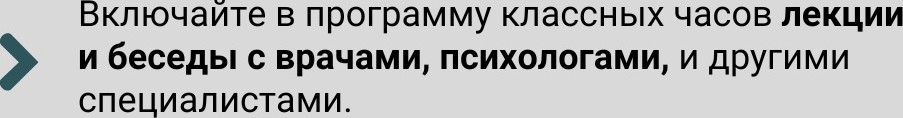 Включайте в программу классных часов лекции
и беседы с врачами, психологами, и другими
специалистами.